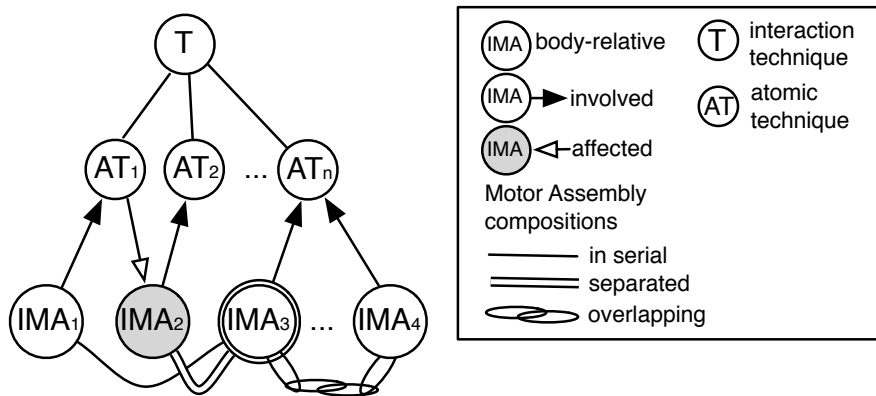 T
AT1
AT2
...
ATn
IMA1
IMA2
IMA3
...
IMA4
IMA
body-relative
IMA
involved
IMA
affected
T
interaction
technique
AT
atomic
technique
Motor Assembly
compositions
in serial
separated
overlapping